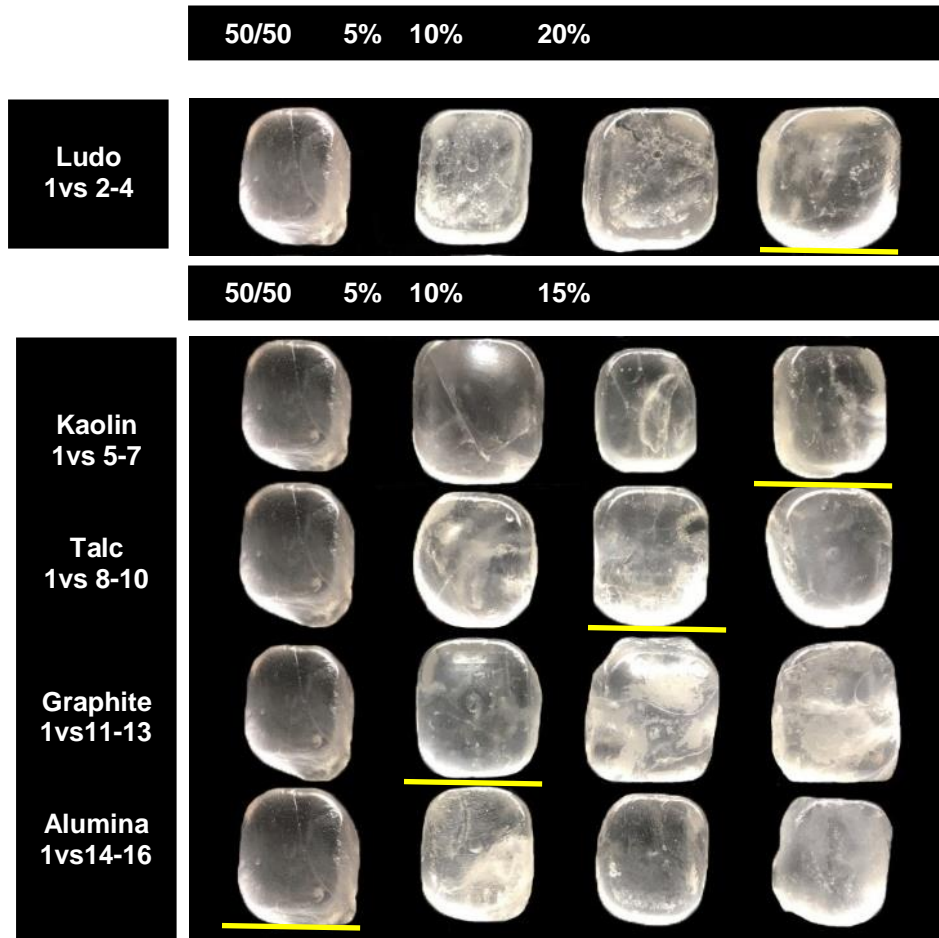 50/50 5% 10% 20%
Ludo
1vs 2-4
50/50 5% 10% 15%
Kaolin
1vs 5-7
Talc
1vs 8-10
Graphite
1vs11-13
Alumina
1vs14-16